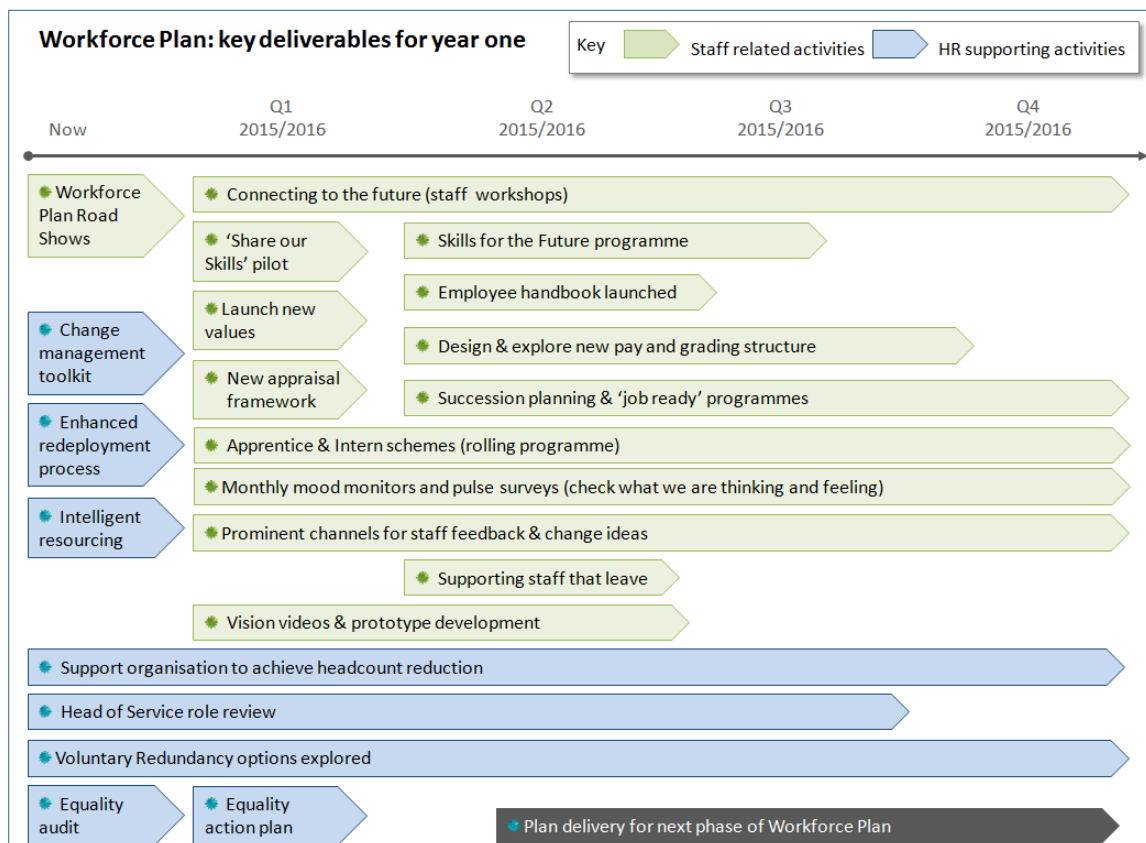 Workforce Plan: key deliverables for year one
Key
Staff related activities
HR supporting activities
Now
Q1
2015/2016
Q2
2015/2016
Q3
2015/2016
Q4
2015/2016
Workforce
Plan Road
Shows
Connecting to the future (staff workshops)
‘Share our
Skills’ pilot
Skills for the Future programme
Employee handbook launched
Launch new
values
Change
management
toolkit
Design & explore new pay and grading structure
New appraisal
framework
Succession planning & ‘job ready’ programmes
Enhanced
redeployment
process
Apprentice & Intern schemes (rolling programme)
Monthly mood monitors and pulse surveys (check what we are thinking and feeling)
Intelligent
resourcing
Prominent channels for staff feedback & change ideas
Supporting staff that leave
Vision videos & prototype development
Support organisation to achieve headcount reduction
Head of Service role review
Voluntary Redundancy options explored
Equality
audit
Equality
action plan
Plan delivery for next phase of Workforce Plan